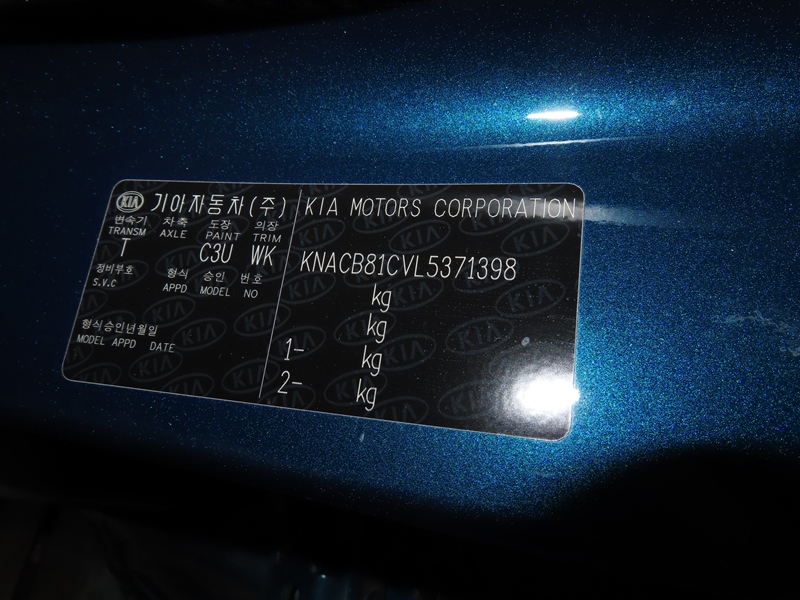 KIA 기아자동차(주) KIA MOTORS CORPORATION
변속기 차축 도장 의장
TRANSM AXLE PAINT TRIM
T C3U WK
KNACB81CVL5371398
정비부호 형식 승인 번호
S.V.C APPD MODEL NO
kg
kg
형식승인년월일
MODEL APPD DATE
1- kg
2- kg